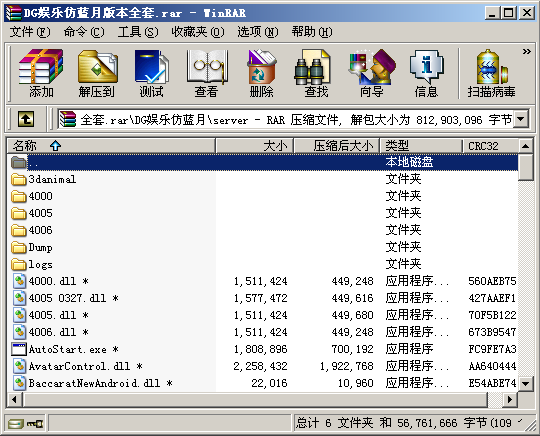 DG娱乐仿蓝月版本全套.rar - WinRAR
文件(F) 命令(C) 工具(S) 收藏夹(O) 选项(N) 帮助(H)
添加 解压到 测试 查看 删除 查找 向导 信息 扫描病毒 »
全套.rar\DG娱乐仿蓝月\server - RAR 压缩文件, 解包大小为 812,903,096 字节
名称 大小 压缩后大小 类型 CRC32
.. 本地磁盘
3danimal 文件夹
4000 文件夹
4005 文件夹
4006 文件夹
Dump 文件夹
logs 文件夹
4000.dll * 1,511,424 449,248 应用程序... 560AEB75
4005 0327.dll * 1,577,472 449,616 应用程序... 427AAEF1
4005.dll * 1,511,424 449,680 应用程序... 70F5B122
4006.dll * 1,511,424 449,248 应用程序... 673B9547
AutoStart.exe * 1,808,896 700,192 应用程序 FC9FE7A3
AvatarControl.dll * 2,258,432 1,922,768 应用程序... AA640444
BaccaratNewAndroid.dll * 22,016 10,960 应用程序... E54ABE74
总计 6 文件夹 和 56,761,666 字节(109